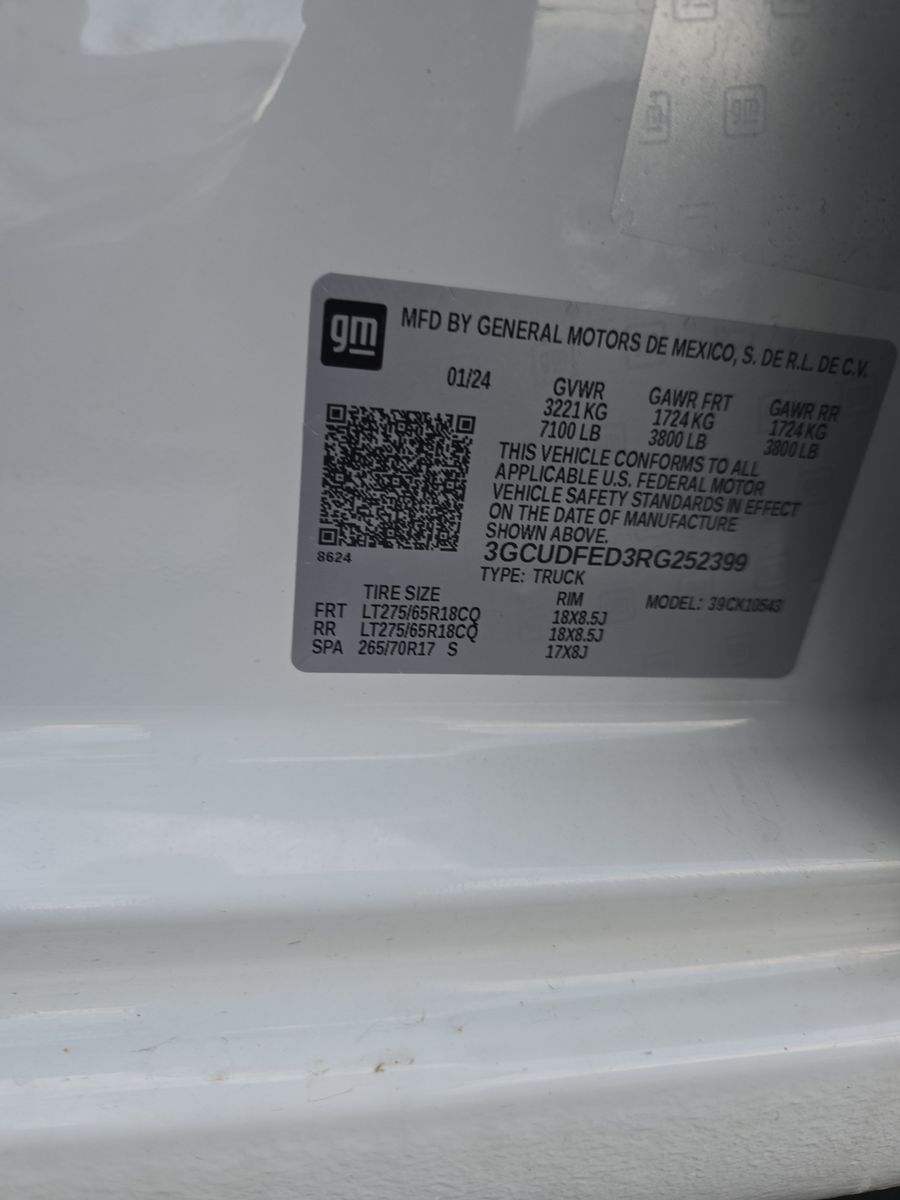 gm
gm MFD BY GENERAL MOTORS DE MEXICO, S. DE R.L. DE C.V.
01/24 GVWR GAWR FRT GAWR RR
3221 KG 1724 KG 1724 KG
7100 LB 3800 LB 3800 LB
THIS VEHICLE CONFORMS TO ALL
APPLICABLE U.S. FEDERAL MOTOR
VEHICLE SAFETY STANDARDS IN EFFECT
ON THE DATE OF MANUFACTURE
SHOWN ABOVE.
8624 3GCUDFED3RG252399
TYPE: TRUCK
TIRE SIZE RIM MODEL: 39CK10543
FRT LT275/65R18CQ 18X8.5J
RR LT275/65R18CQ 18X8.5J
SPA 265/70R17 S 17X8J